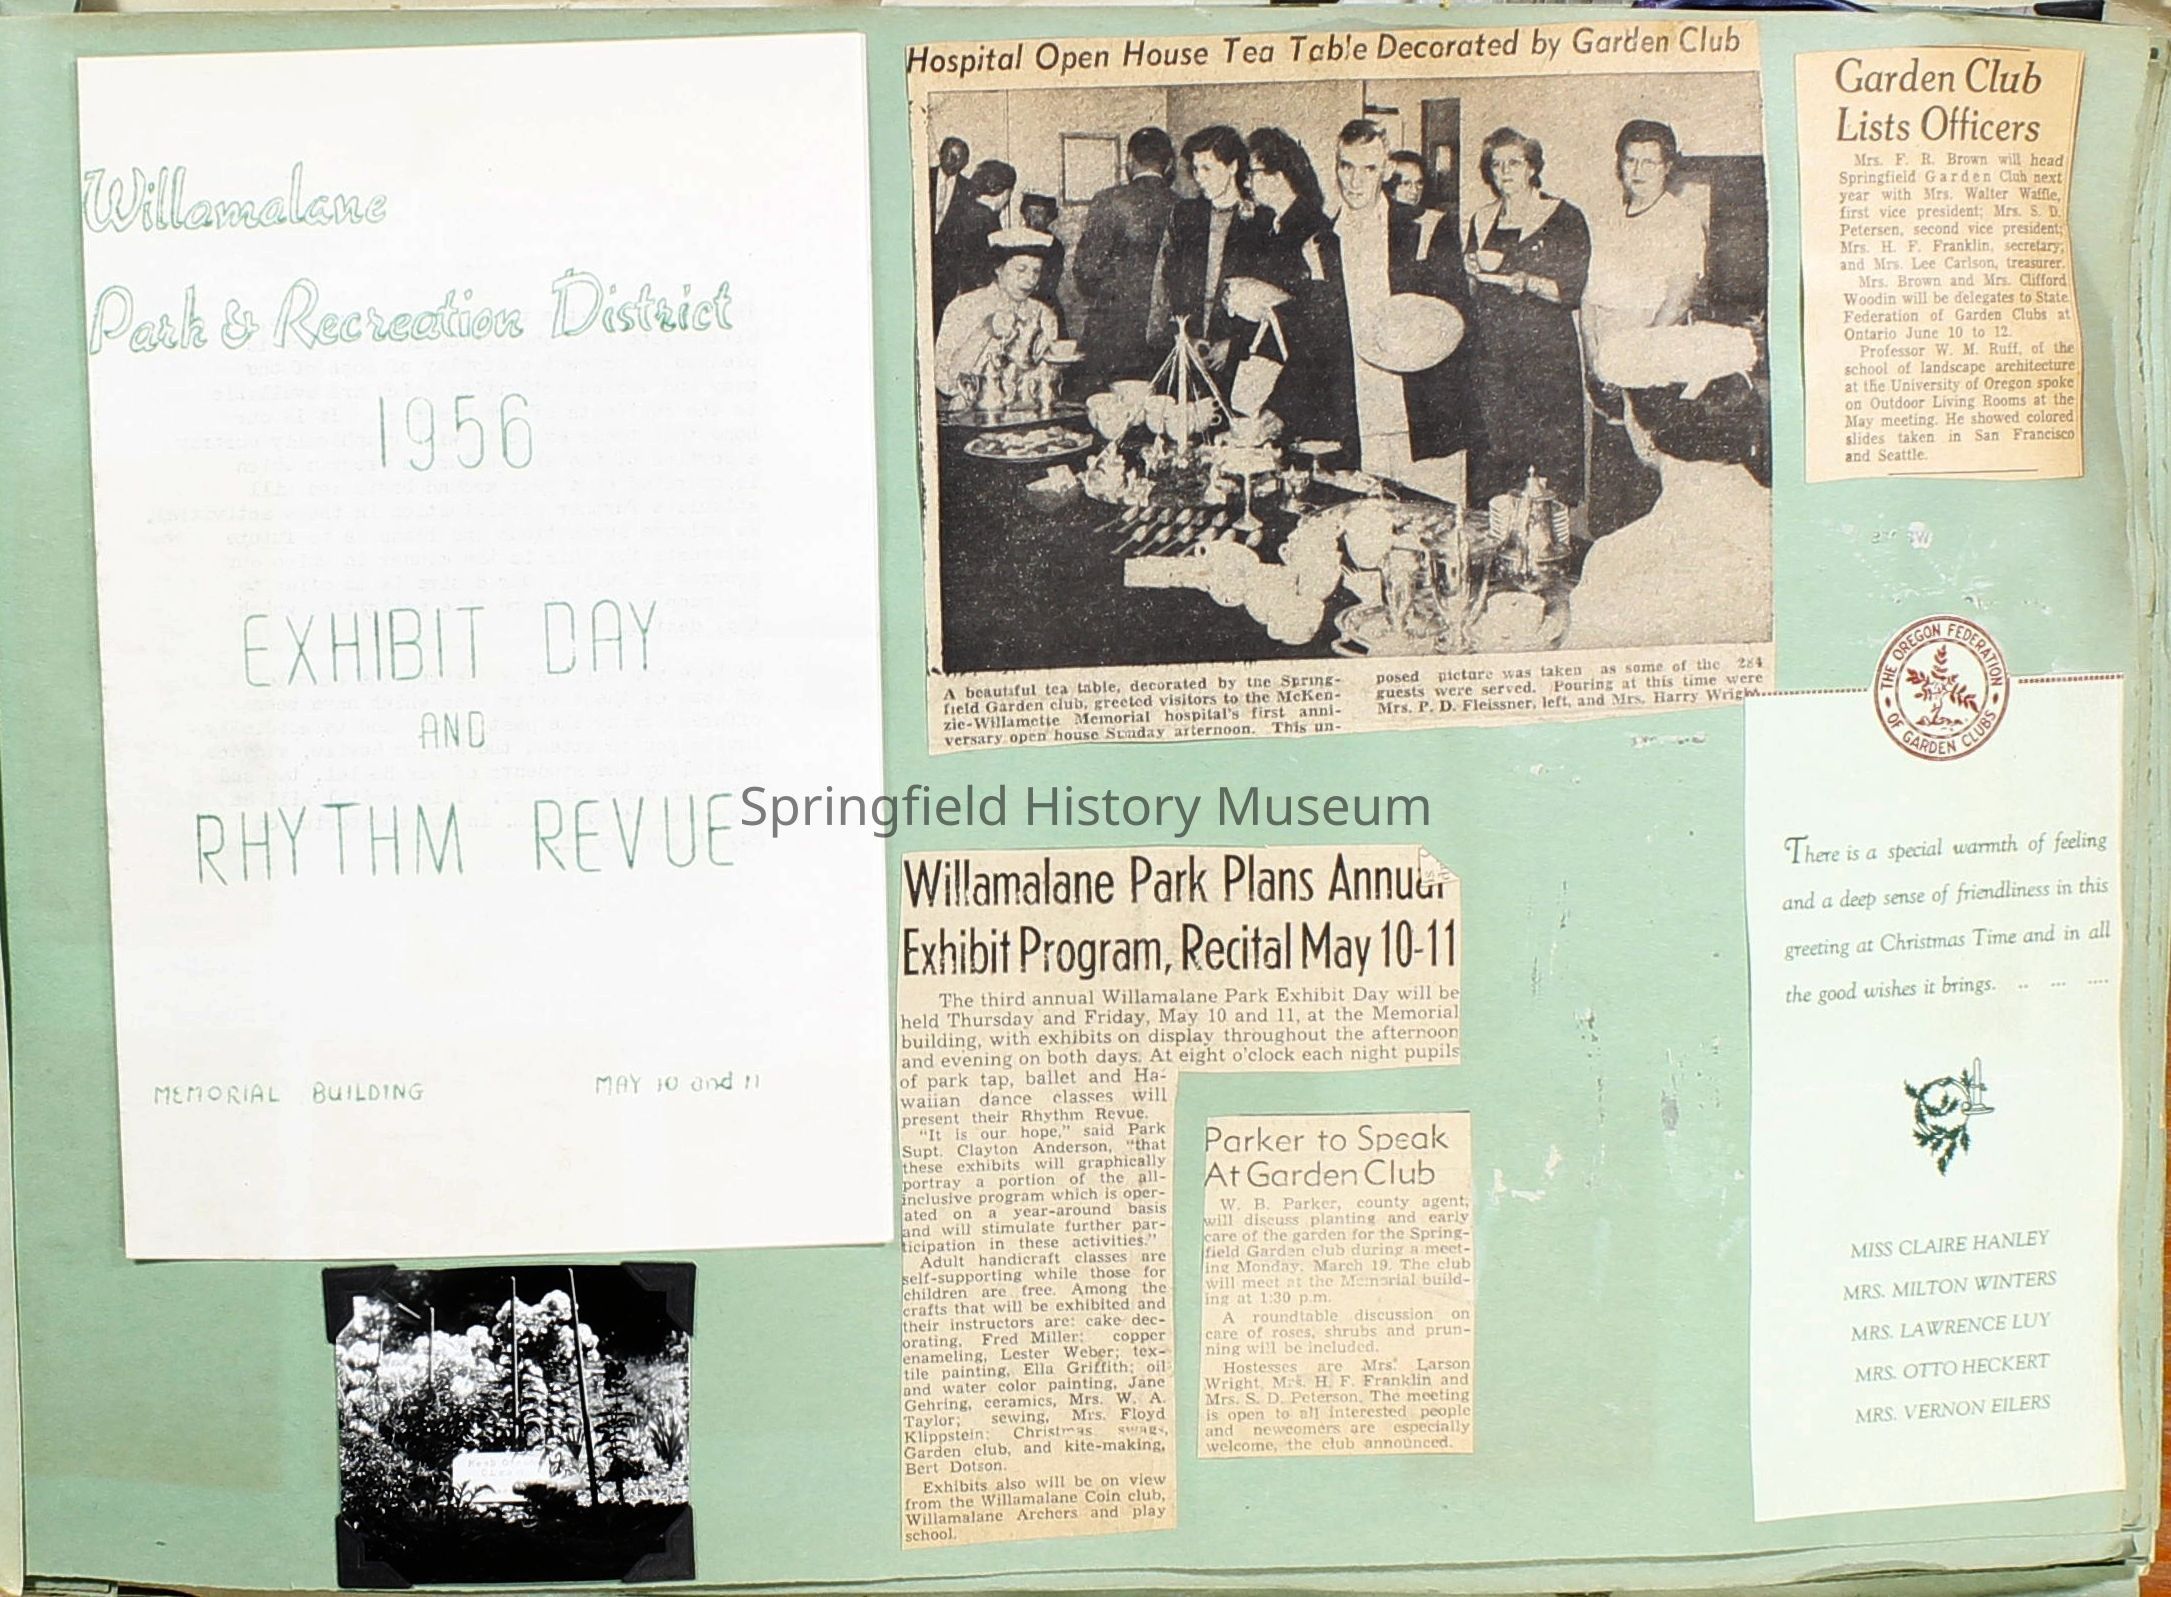 Willamalane
Park & Recreation District
1956
EXHIBIT DAY
AND
RHYTHM REVUE
MEMORIAL BUILDING MAY 10 and 11
Hospital Open House Tea Table Decorated by Garden Club
A beautiful tea table, decorated by the Spring-
field Garden club, greeted visitors to the McKen-
zie-Willamette Memorial hospital's first anni-
versary open house Sunday afternoon. This un-
posed picture was taken as some of the 284
guests were served. Pouring at this time were
Mrs. P. D. Fleissner, left, and Mrs. Harry Wright.
Garden Club
Lists Officers
Mrs. F. R. Brown will head
Springfield Garden Club next
year with Mrs. Walter Waffle,
first vice president; Mrs. S. D.
Petersen, second vice president;
Mrs. H. F. Franklin, secretary;
and Mrs. Lee Carlson, treasurer.
Mrs. Brown and Mrs. Clifford
Woodin will be delegates to State
Federation of Garden Clubs at
Ontario June 10 to 12.
Professor W. M. Ruff, of the
school of landscape architecture
at the University of Oregon spoke
on Outdoor Living Rooms at the
May meeting. He showed colored
slides taken in San Francisco
and Seattle.
Springfield History Museum
Willamalane Park Plans Annual
Exhibit Program, Recital May 10-11
The third annual Willamalane Park Exhibit Day will be
held Thursday and Friday, May 10 and 11, at the Memorial
building, with exhibits on display throughout the afternoon
and evening on both days. At eight o'clock each night pupils
of park tap, ballet and Ha-
waiian dance classes will
present their Rhythm Revue.
"It is our hope," said Park
Supt. Clayton Anderson, "that
these exhibits will graphically
portray a portion of the all-
inclusive program which is oper-
ated on a year-around basis
and will stimulate further par-
ticipation in these activities."
Adult handicraft classes are
self-supporting while those for
children are free. Among the
crafts that will be exhibited and
their instructors are: cake dec-
orating, Fred Miller; copper
enameling, Lester Weber; tex-
tile painting, Ella Griffith; oil
and water color painting, Jane
Gehring, ceramics, Mrs. W. A.
Taylor; sewing, Mrs. Floyd
Klippstein; Christmas swags,
Garden club, and kite-making,
Bert Dotson.
Exhibits also will be on view
from the Willamalane Coin club,
Willamalane Archers and play
school.
Parker to Speak
At Garden Club
W. B. Parker, county agent,
will discuss planting and early
care of the garden for the Spring-
field Garden club during a meet-
ing Monday, March 19. The club
will meet at the Memorial build-
ing at 1:30 p.m.
A roundtable discussion on
care of roses, shrubs and prun-
ning will be included.
Hostesses are Mrs. Larson
Wright, Mrs. H. F. Franklin and
Mrs. S. D. Peterson. The meeting
is open to all interested people
and newcomers are especially
welcome, the club announced.
THE OREGON FEDERATION
OF GARDEN CLUBS
There is a special warmth of feeling
and a deep sense of friendliness in this
greeting at Christmas Time and in all
the good wishes it brings. .. ... ....
MISS CLAIRE HANLEY
MRS. MILTON WINTERS
MRS. LAWRENCE LUY
MRS. OTTO HECKERT
MRS. VERNON EILERS